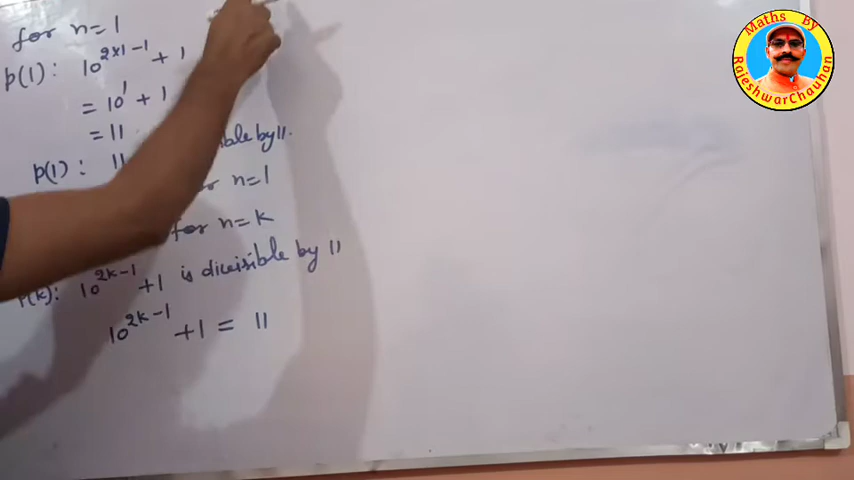 for n=1
p(1): 10^{2×1-1} + 1
= 10^1 + 1
= 11
by 11.
p(1): 11
n=1
for n=k
p(k): 10^{2k-1} +1 is divisible by 11
10^{2k-1} +1 = 11
Maths By
RajeshwarChauhan